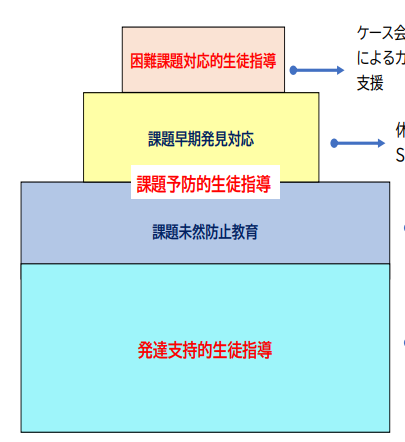 困難課題対応的生徒指導
ケース会
による
支援
課題早期発見対応
休
S
課題予防的生徒指導
課題未然防止教育
発達支持的生徒指導